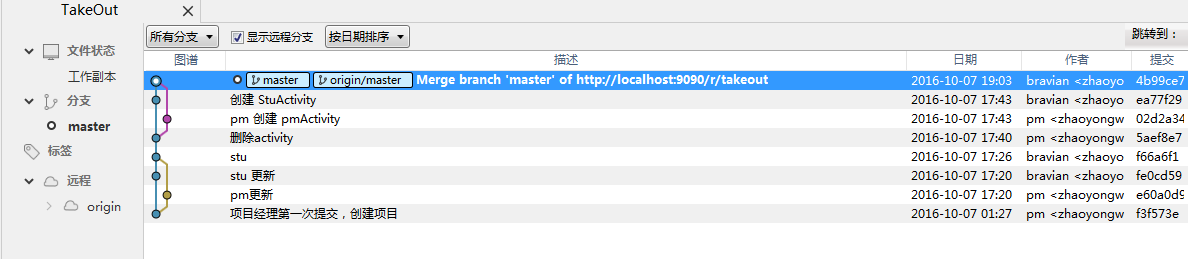 TakeOut
文件状态
工作副本
分支
master
标签
远程
origin
所有分支 显示远程分支 按日期排序 跳转到：
图谱 描述 日期 作者 提交
master origin/master Merge branch 'master' of http://localhost:9090/r/takeout 2016-10-07 19:03 bravian <zhaoyo 4b99ce7
创建 StuActivity 2016-10-07 17:43 bravian <zhaoyo ea77f29
pm 创建 pmActivity 2016-10-07 17:43 pm <zhaoyongw 02d2a34
删除activity 2016-10-07 17:40 pm <zhaoyongw 5aef8e7
stu 2016-10-07 17:26 bravian <zhaoyo f66a6f1
stu 更新 2016-10-07 17:20 bravian <zhaoyo fe0cd59
pm更新 2016-10-07 17:20 pm <zhaoyongw e60a0d9
项目经理第一次提交，创建项目 2016-10-07 01:27 pm <zhaoyongw f3f573e